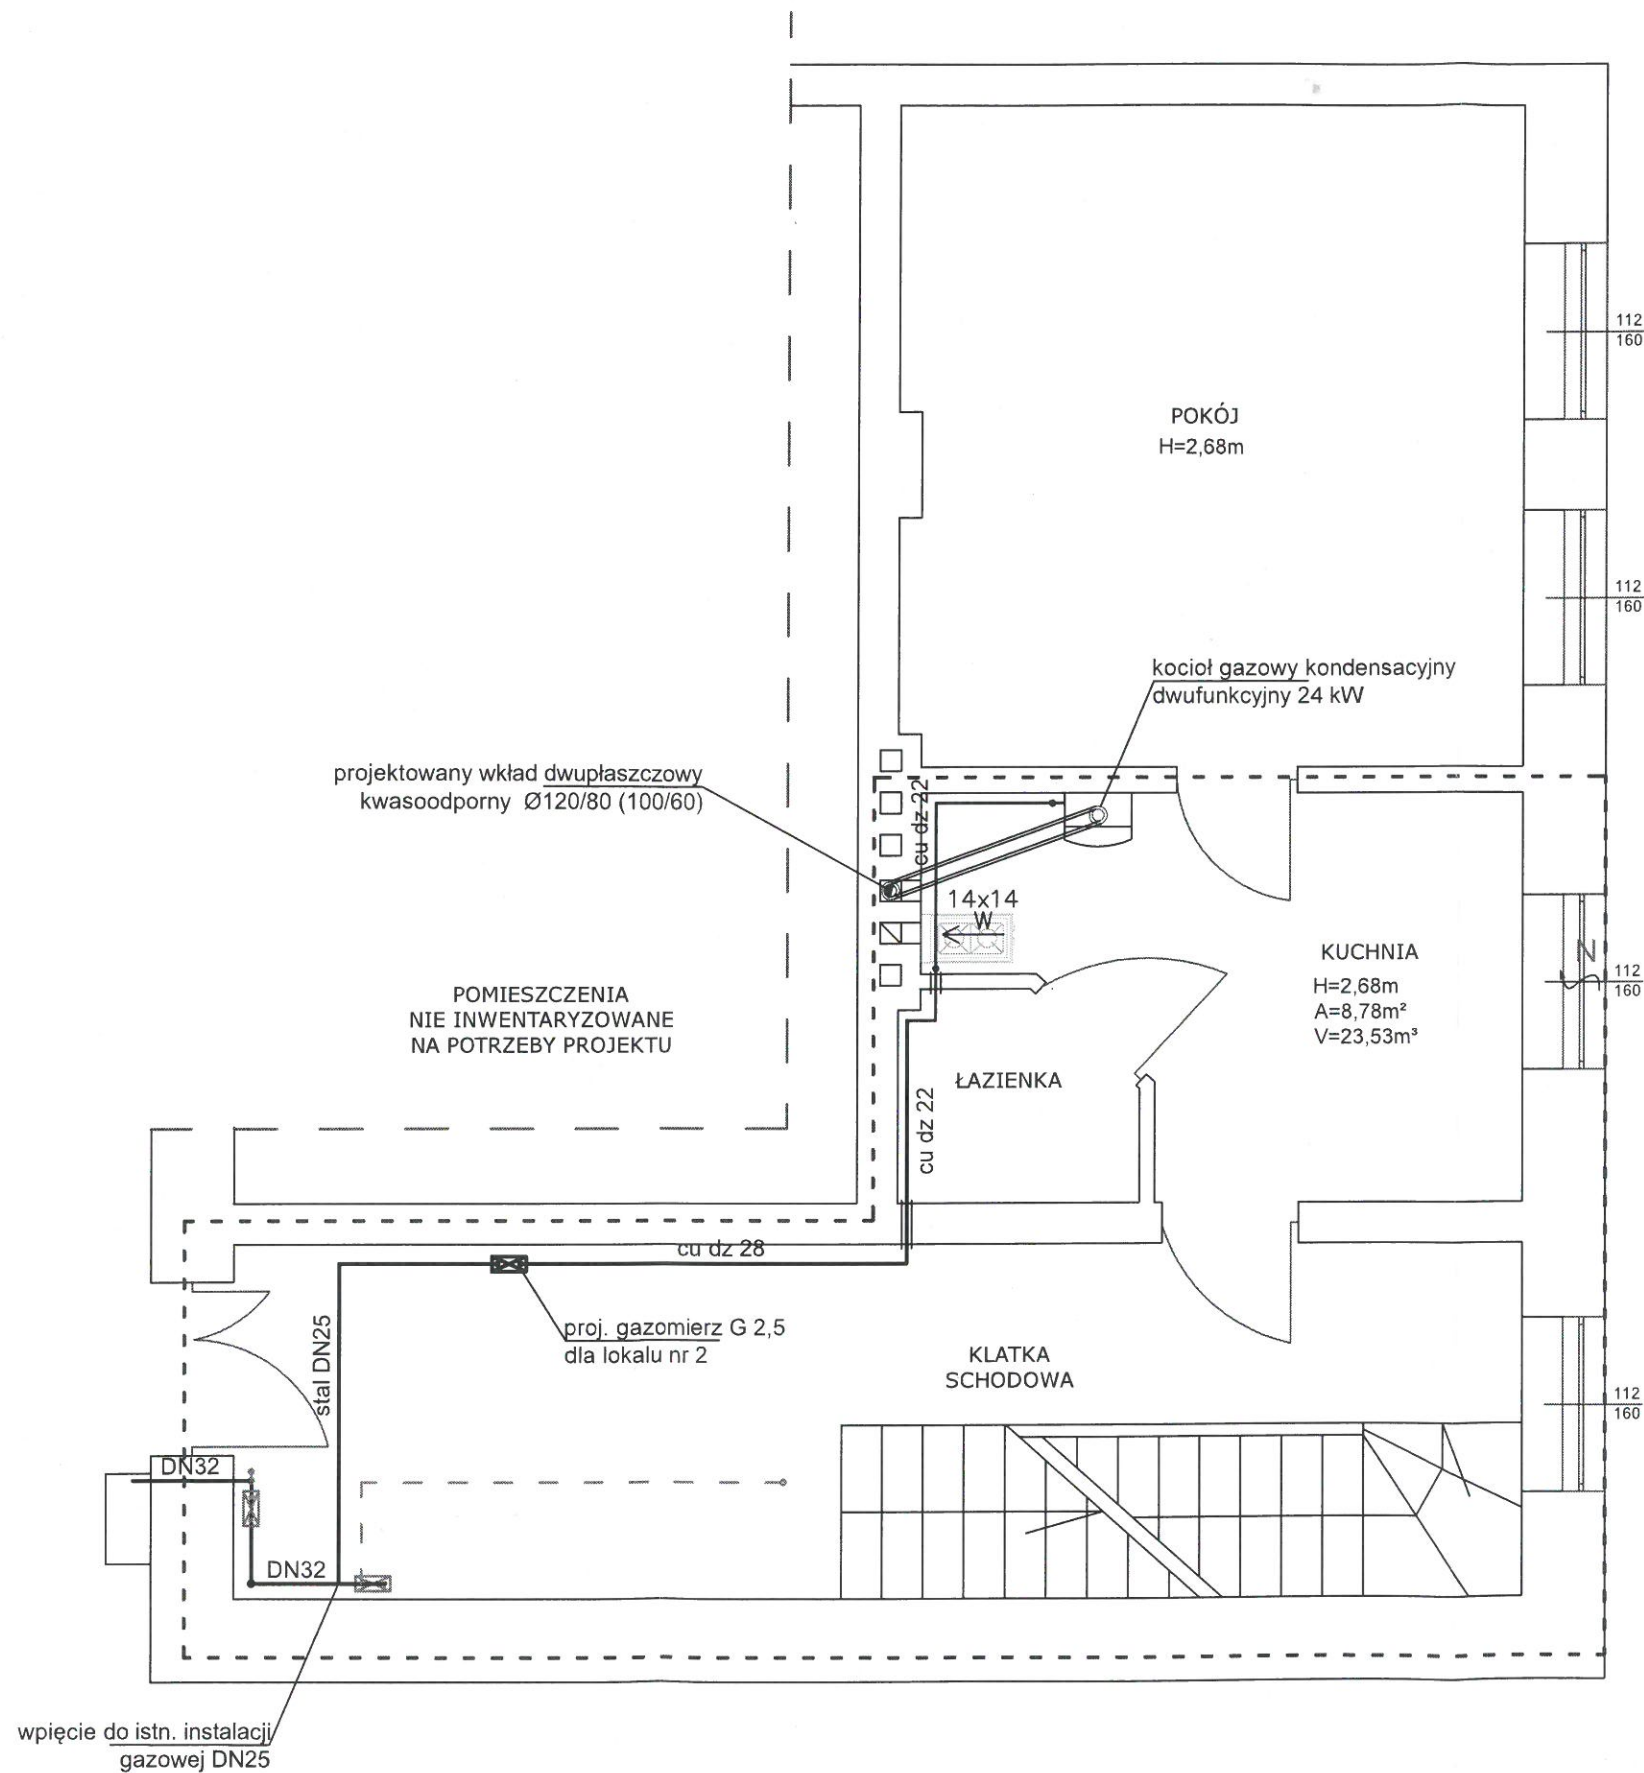 112
160
POKÓJ
H=2,68m
112
160
kocioł gazowy kondensacyjny
dwufunkcyjny 24 kW
projektowany wkład dwupłaszczowy
kwasoodporny Ø120/80 (100/60)
cu dz 22
14x14
W
KUCHNIA
H=2,68m
A=8,78m²
V=23,53m³
N
112
160
POMIESZCZENIA
NIE INWENTARYZOWANE
NA POTRZEBY PROJEKTU
ŁAZIENKA
cu dz 22
cu dz 28
proj. gazomierz G 2,5
dla lokalu nr 2
stal DN25
KLATKA
SCHODOWA
112
160
DN32
DN32
wpięcie do istn. instalacji
gazowej DN25